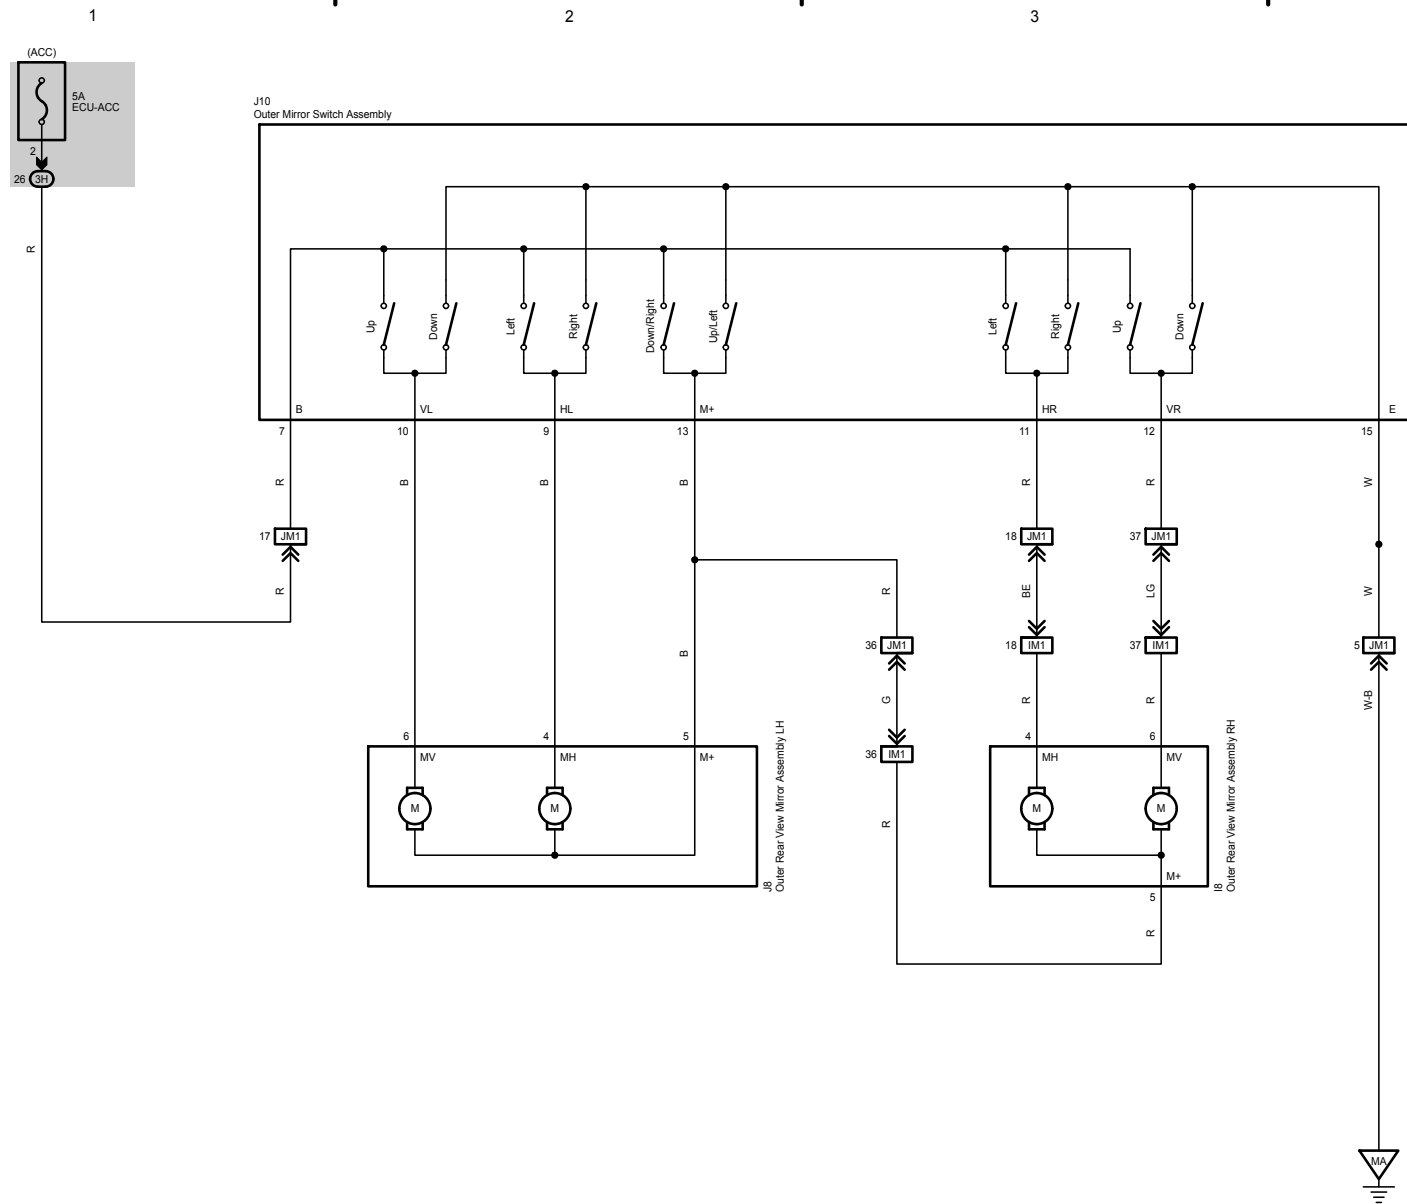 1
2
3
(ACC)
5A
ECU-ACC
2
26
3H
R
J10
Outer Mirror Switch Assembly
Up
Down
Left
Right
Down/Right
Up/Left
Left
Right
Up
Down
B
VL
HL
M+
HR
VR
E
7
10
9
13
11
12
15
R
B
B
B
R
R
W
17
JM1
18
JM1
37
JM1
R
R
BE
LG
W
36
JM1
18
IM1
37
IM1
5
JM1
B
G
R
R
W-B
6
4
5
36
IM1
4
6
MV
MH
M+
MH
MV
M
M
M
M
R
J8
Outer Rear View Mirror Assembly LH
M+
I8
Outer Rear View Mirror Assembly RH
5
R
MA